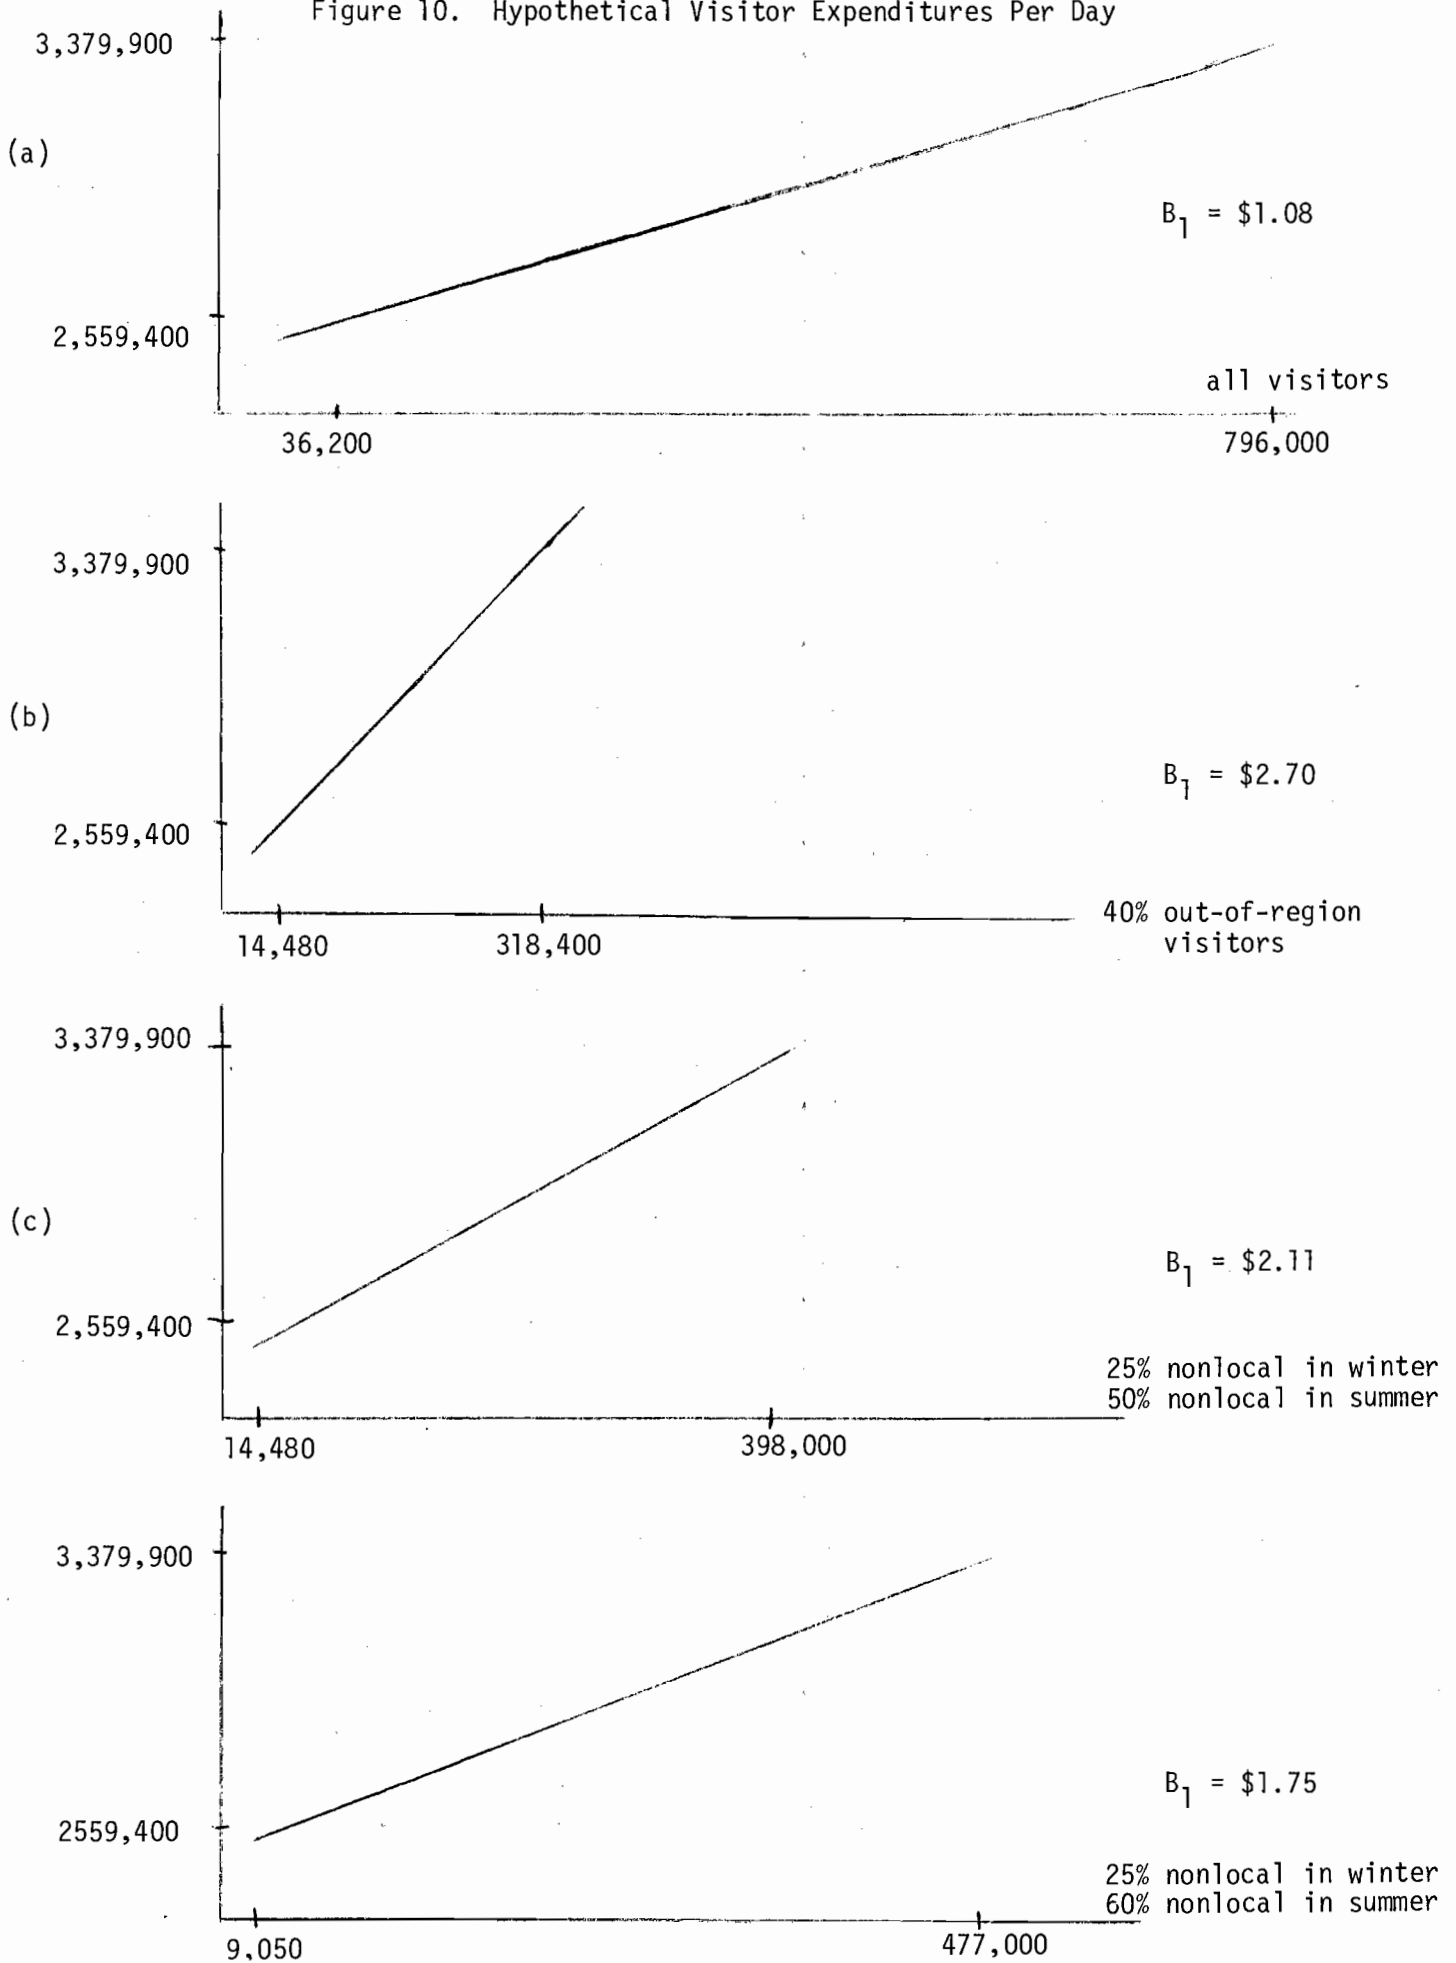 Figure 10. Hypothetical Visitor Expenditures Per Day
3,379,900
(a)
B1 = $1.08
2,559,400
all visitors
36,200
796,000
3,379,900
(b)
B1 = $2.70
2,559,400
40% out-of-region
visitors
14,480
318,400
3,379,900
(c)
B1 = $2.11
2,559,400
25% nonlocal in winter
50% nonlocal in summer
14,480
398,000
3,379,900
B1 = $1.75
2559,400
25% nonlocal in winter
60% nonlocal in summer
9,050
477,000